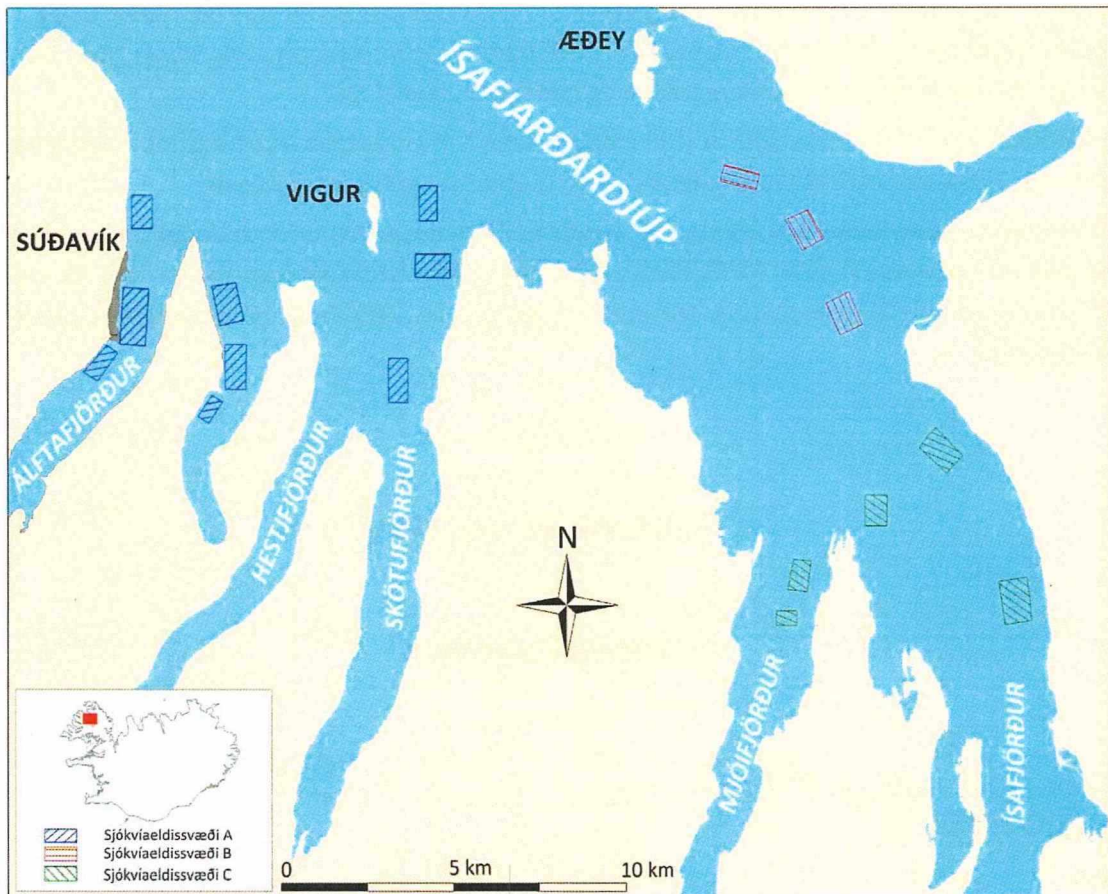 ÆÐEY
ÍSAFJARÐARDJÚP
VIGUR
SÚÐAVÍK
ÁLFTAFJÖRÐUR
HESTFJÖRÐUR
SKÖTUFJÖRÐUR
N
MJÓIFJÖRÐUR
ÍSAFJÖRÐUR
Sjókvíaeldissvæði A
Sjókvíaeldissvæði B
Sjókvíaeldissvæði C
0 5 km 10 km